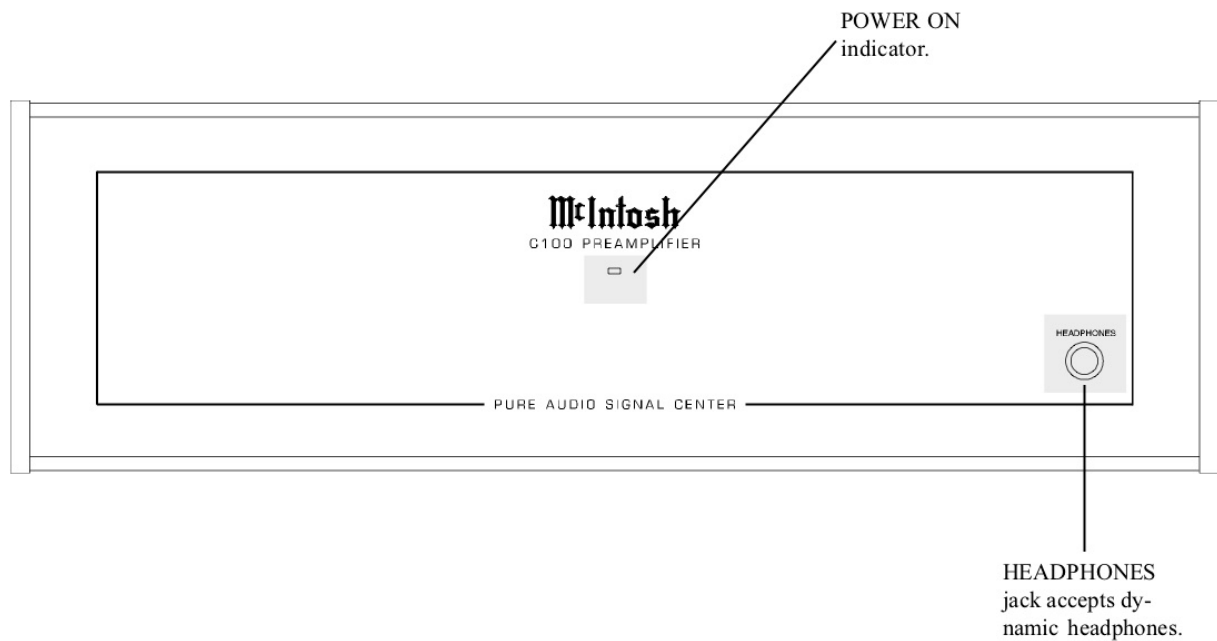 POWER ON
indicator.
McIntosh
C100 PREAMPLIFIER
HEADPHONES
PURE AUDIO SIGNAL CENTER
HEADPHONES
jack accepts dy-
namic headphones.